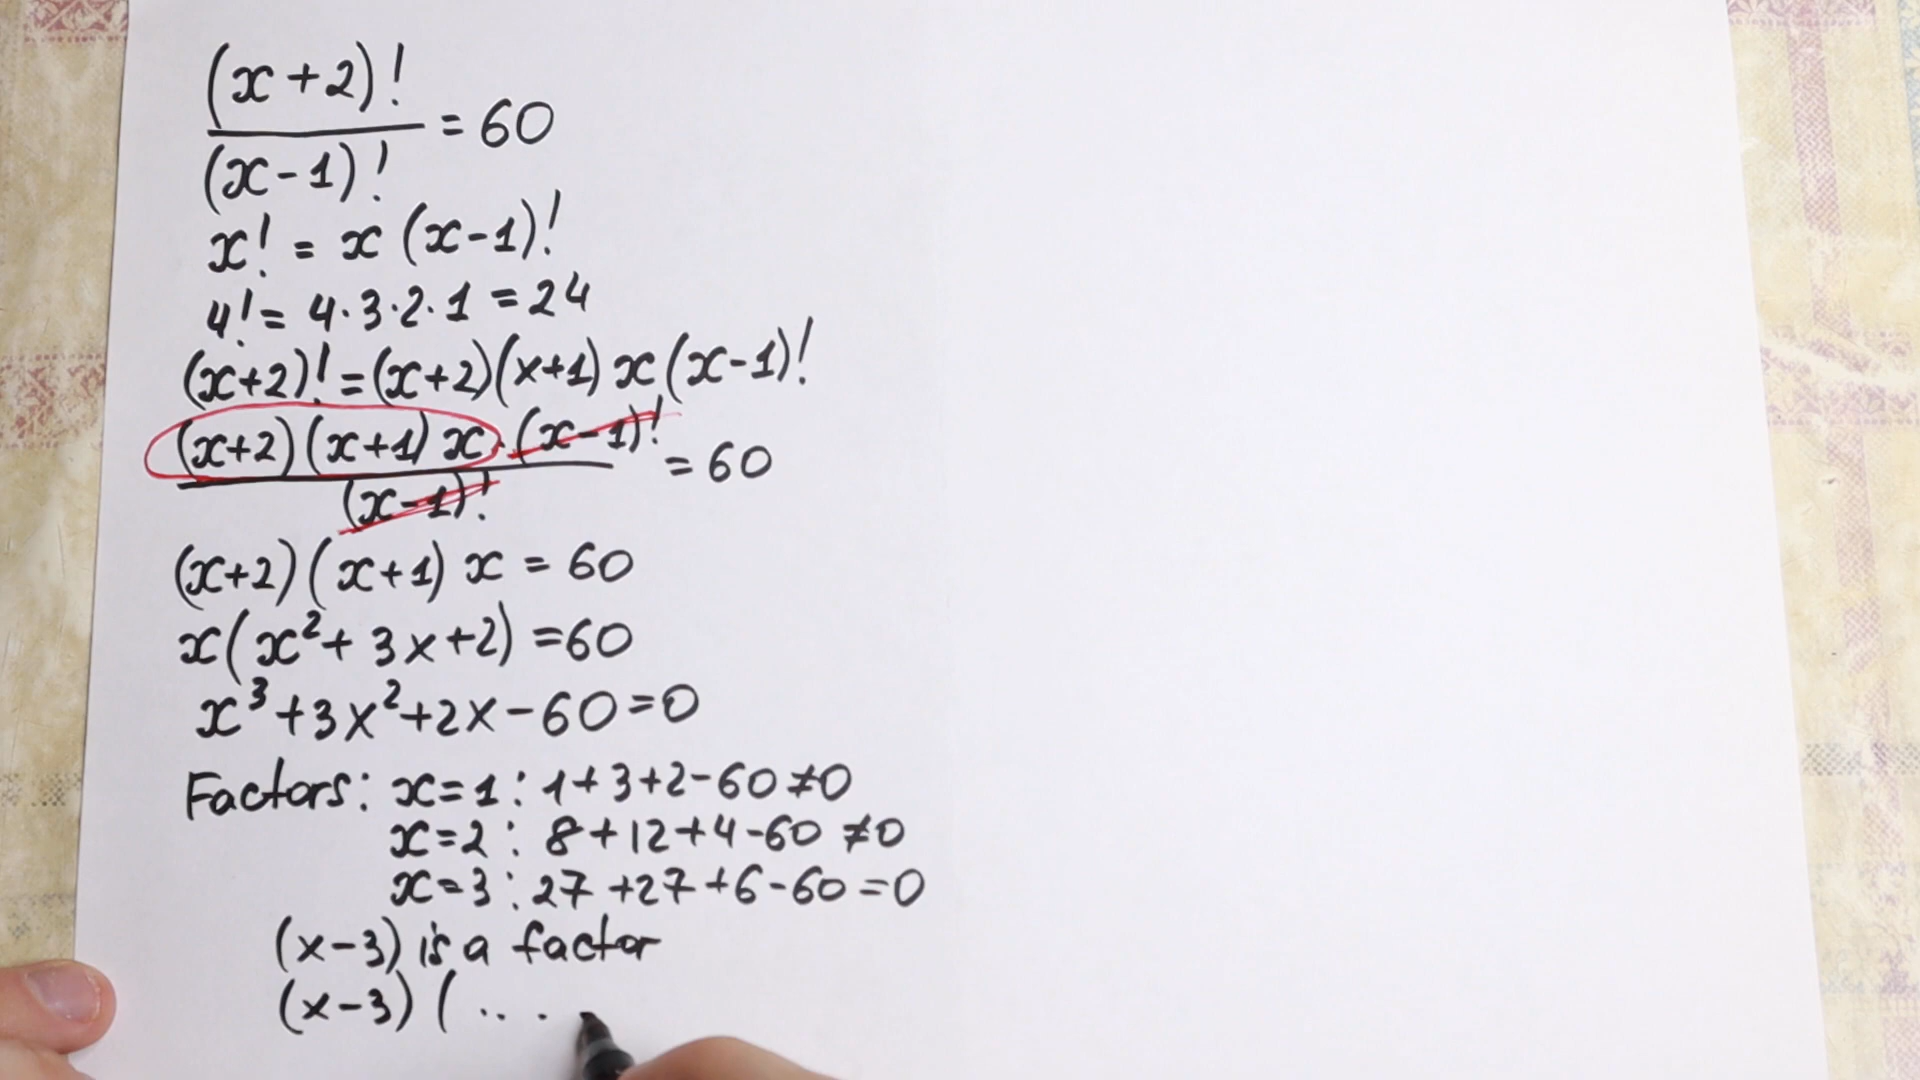 (x+2)! / (x-1)! = 60
x! = x (x-1)!
4! = 4·3·2·1 = 24
(x+2)! = (x+2)(x+1) x (x-1)!
(x+2)(x+1) x · (x-1)! / (x-1)! = 60
(x+2)(x+1) x = 60
x(x²+3x+2) = 60
x³+3x²+2x-60=0
Factors: x=1: 1+3+2-60≠0
x=2: 8+12+4-60≠0
x=3: 27+27+6-60=0
(x-3) is a factor
(x-3) ( ....